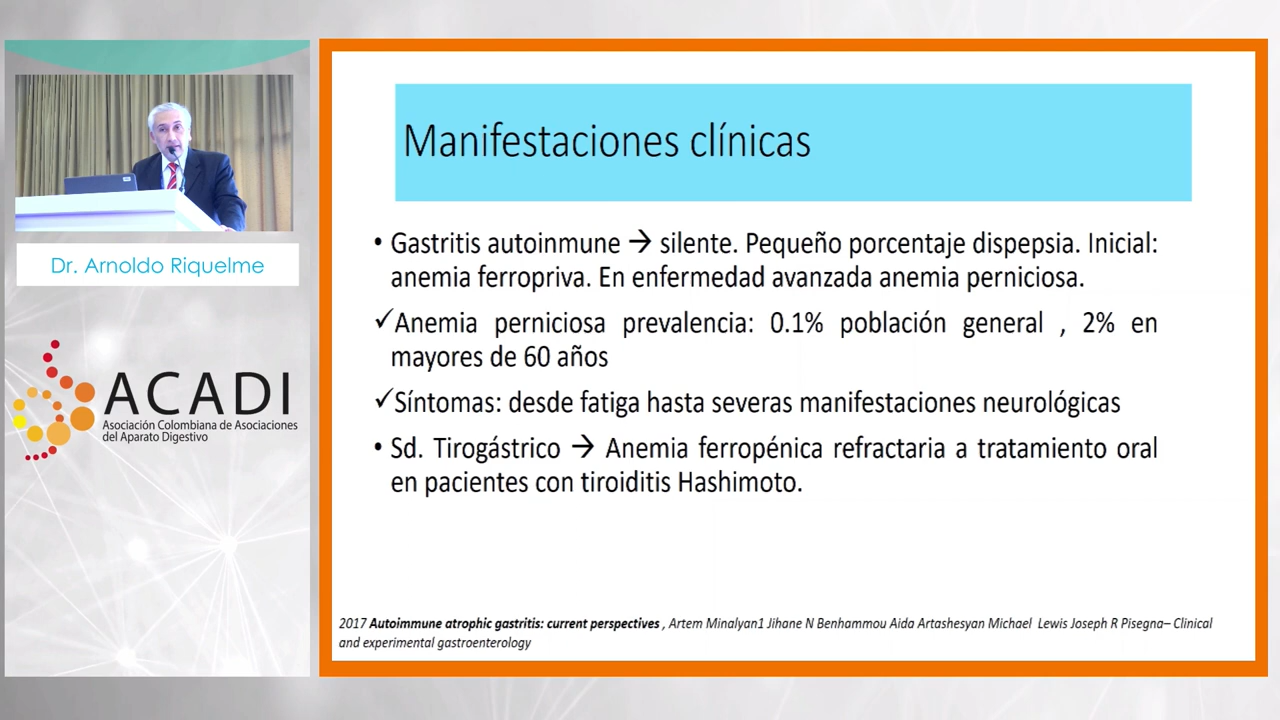 Dr. Arnoldo Riquelme
ACADI
Asociación Colombiana de Asociaciones
del Aparato Digestivo
Manifestaciones clínicas
• Gastritis autoinmune → silente. Pequeño porcentaje dispepsia. Inicial:
anemia ferropriva. En enfermedad avanzada anemia perniciosa.
✓Anemia perniciosa prevalencia: 0.1% población general , 2% en
mayores de 60 años
✓Síntomas: desde fatiga hasta severas manifestaciones neurológicas
• Sd. Tirogástrico → Anemia ferropénica refractaria a tratamiento oral
en pacientes con tiroiditis Hashimoto.
2017 Autoimmune atrophic gastritis: current perspectives , Artem Minalyan1 Jihane N Benhammou Aida Artashesyan Michael Lewis Joseph R Pisegna– Clinical
and experimental gastroenterology